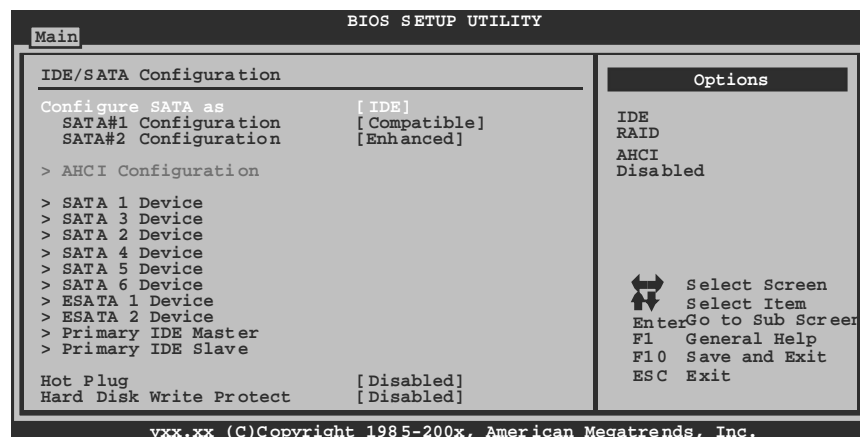 BIOS SETUP UTILITY
Main
IDE/SATA Configuration
Configure SATA as [IDE]
SATA#1 Configuration [Compatible]
SATA#2 Configuration [Enhanced]
> AHCI Configuration
> SATA 1 Device
> SATA 3 Device
> SATA 2 Device
> SATA 4 Device
> SATA 5 Device
> SATA 6 Device
> ESATA 1 Device
> ESATA 2 Device
> Primary IDE Master
> Primary IDE Slave
Hot Plug [Disabled]
Hard Disk Write Protect [Disabled]
Options
IDE
RAID
AHCI
Disabled
Select Screen
Select Item
Enter Go to Sub Screen
F1 General Help
F10 Save and Exit
ESC Exit
vxx.xx (C)Copyright 1985-200x, American Megatrends, Inc.